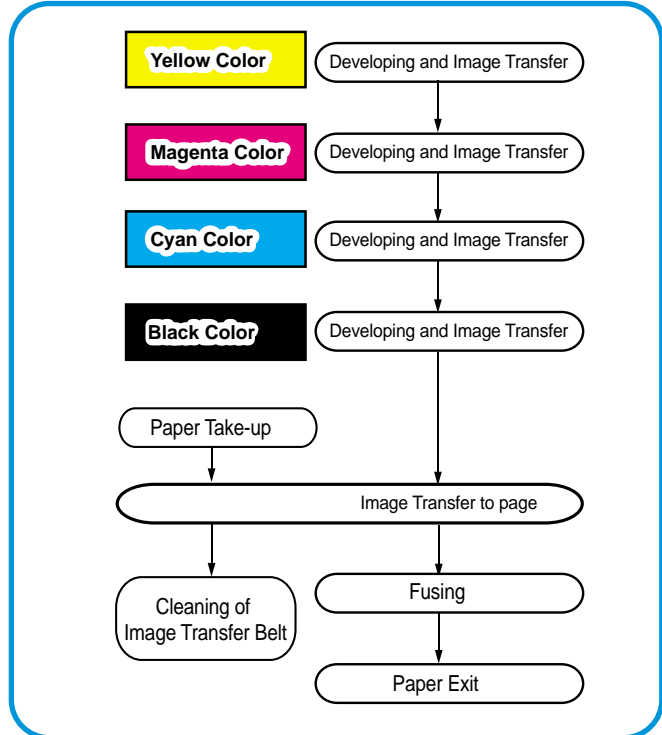 Yellow Color
Developing and Image Transfer
Magenta Color
Developing and Image Transfer
Cyan Color
Developing and Image Transfer
Black Color
Developing and Image Transfer
Paper Take-up
Image Transfer to page
Cleaning of
Image Transfer Belt
Fusing
Paper Exit